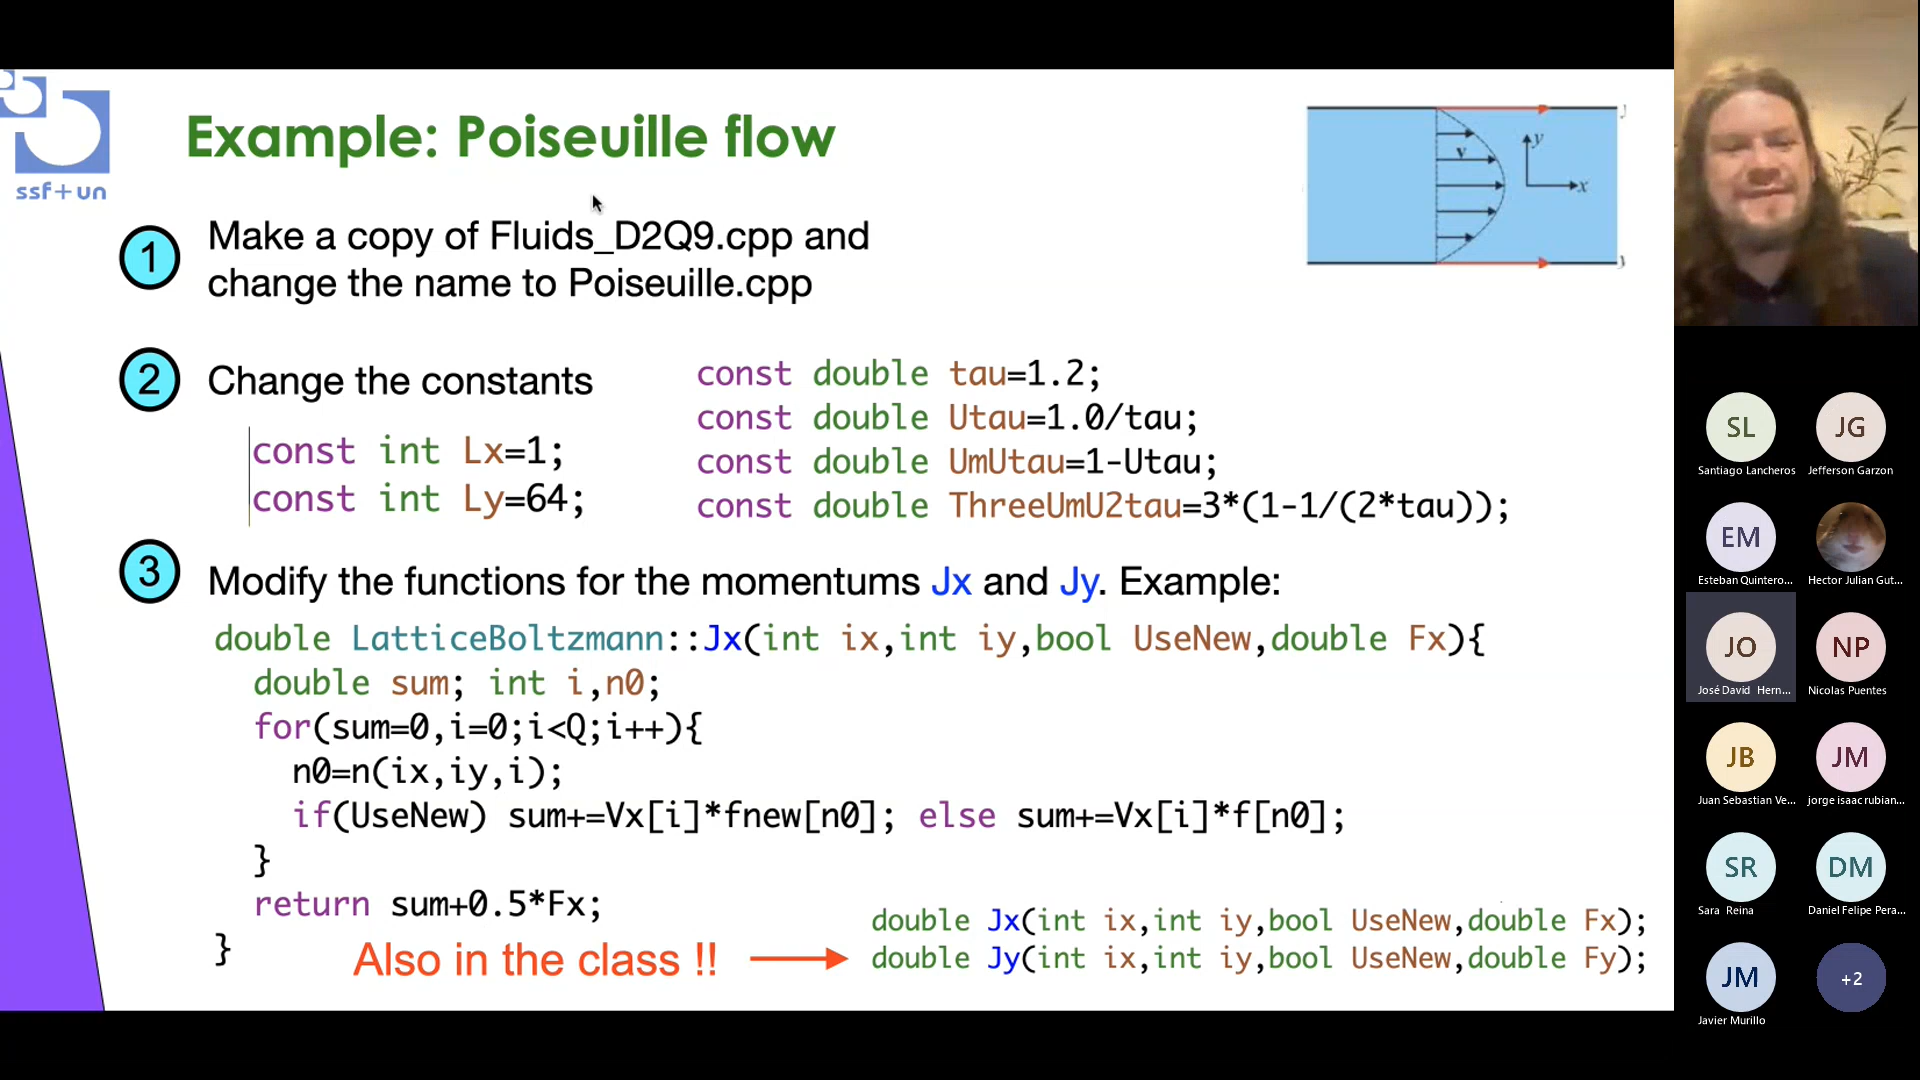 ssf+un
Example: Poiseuille flow
v
y
x
1
Make a copy of Fluids_D2Q9.cpp and
change the name to Poiseuille.cpp
2
Change the constants
const int Lx=1;
const int Ly=64;
const double tau=1.2;
const double Utau=1.0/tau;
const double UmUtau=1-Utau;
const double ThreeUmU2tau=3*(1-1/(2*tau));
3
Modify the functions for the momentums Jx and Jy. Example:
double LatticeBoltzmann::Jx(int ix,int iy,bool UseNew,double Fx){
double sum; int i,n0;
for(sum=0,i=0;i<Q;i++){
n0=n(ix,iy,i);
if(UseNew) sum+=Vx[i]*fnew[n0]; else sum+=Vx[i]*f[n0];
}
return sum+0.5*Fx;
}
Also in the class !!
double Jx(int ix,int iy,bool UseNew,double Fx);
double Jy(int ix,int iy,bool UseNew,double Fy);
SL
Santiago Lancheros
JG
Jefferson Garzon
EM
Esteban Quintero...
Hector Julian Gut...
JO
José David Hern...
NP
Nicolas Puentes
JB
Juan Sebastian Ve...
JM
jorge isaac rubian...
SR
Sara Reina
DM
Daniel Felipe Pera...
JM
Javier Murillo
+2